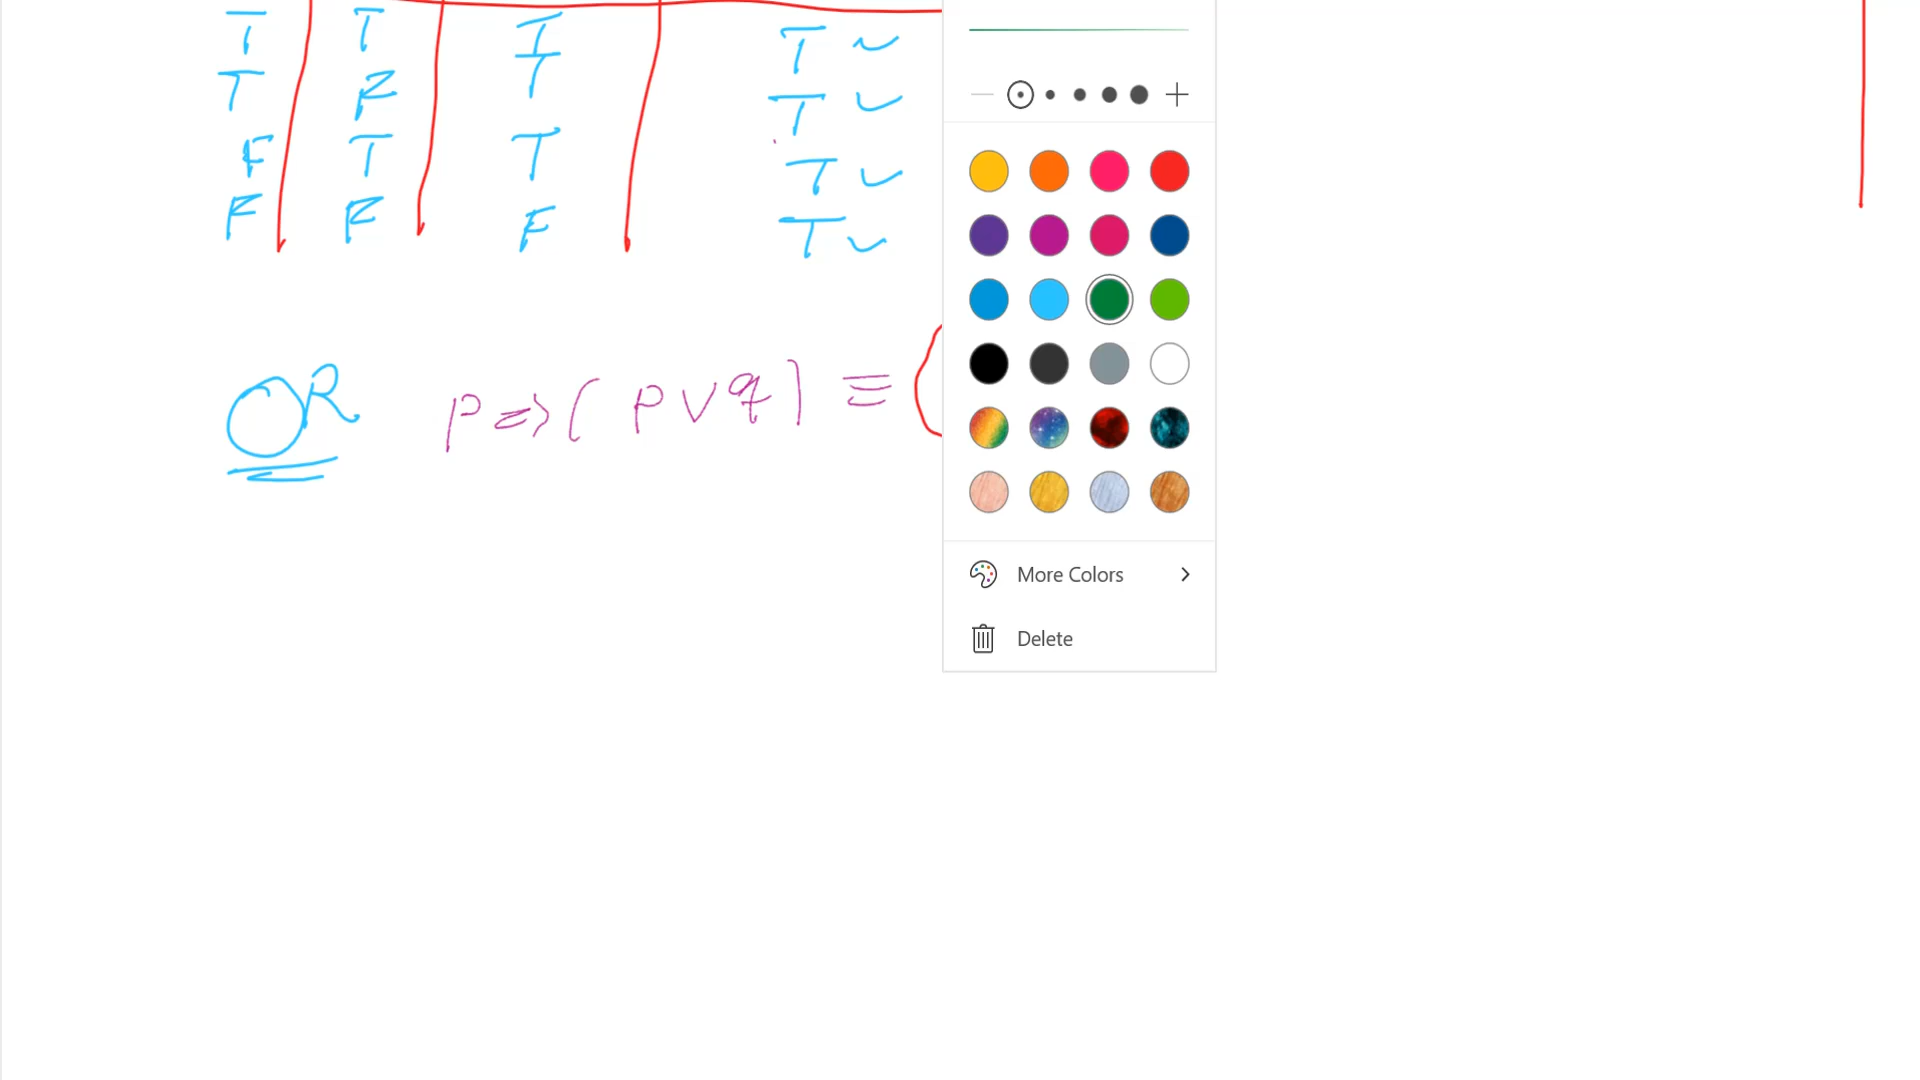 T T T T
T F T T
F T T T
F F F T
OR P => ( P V q ) ≡ (
More Colors
Delete